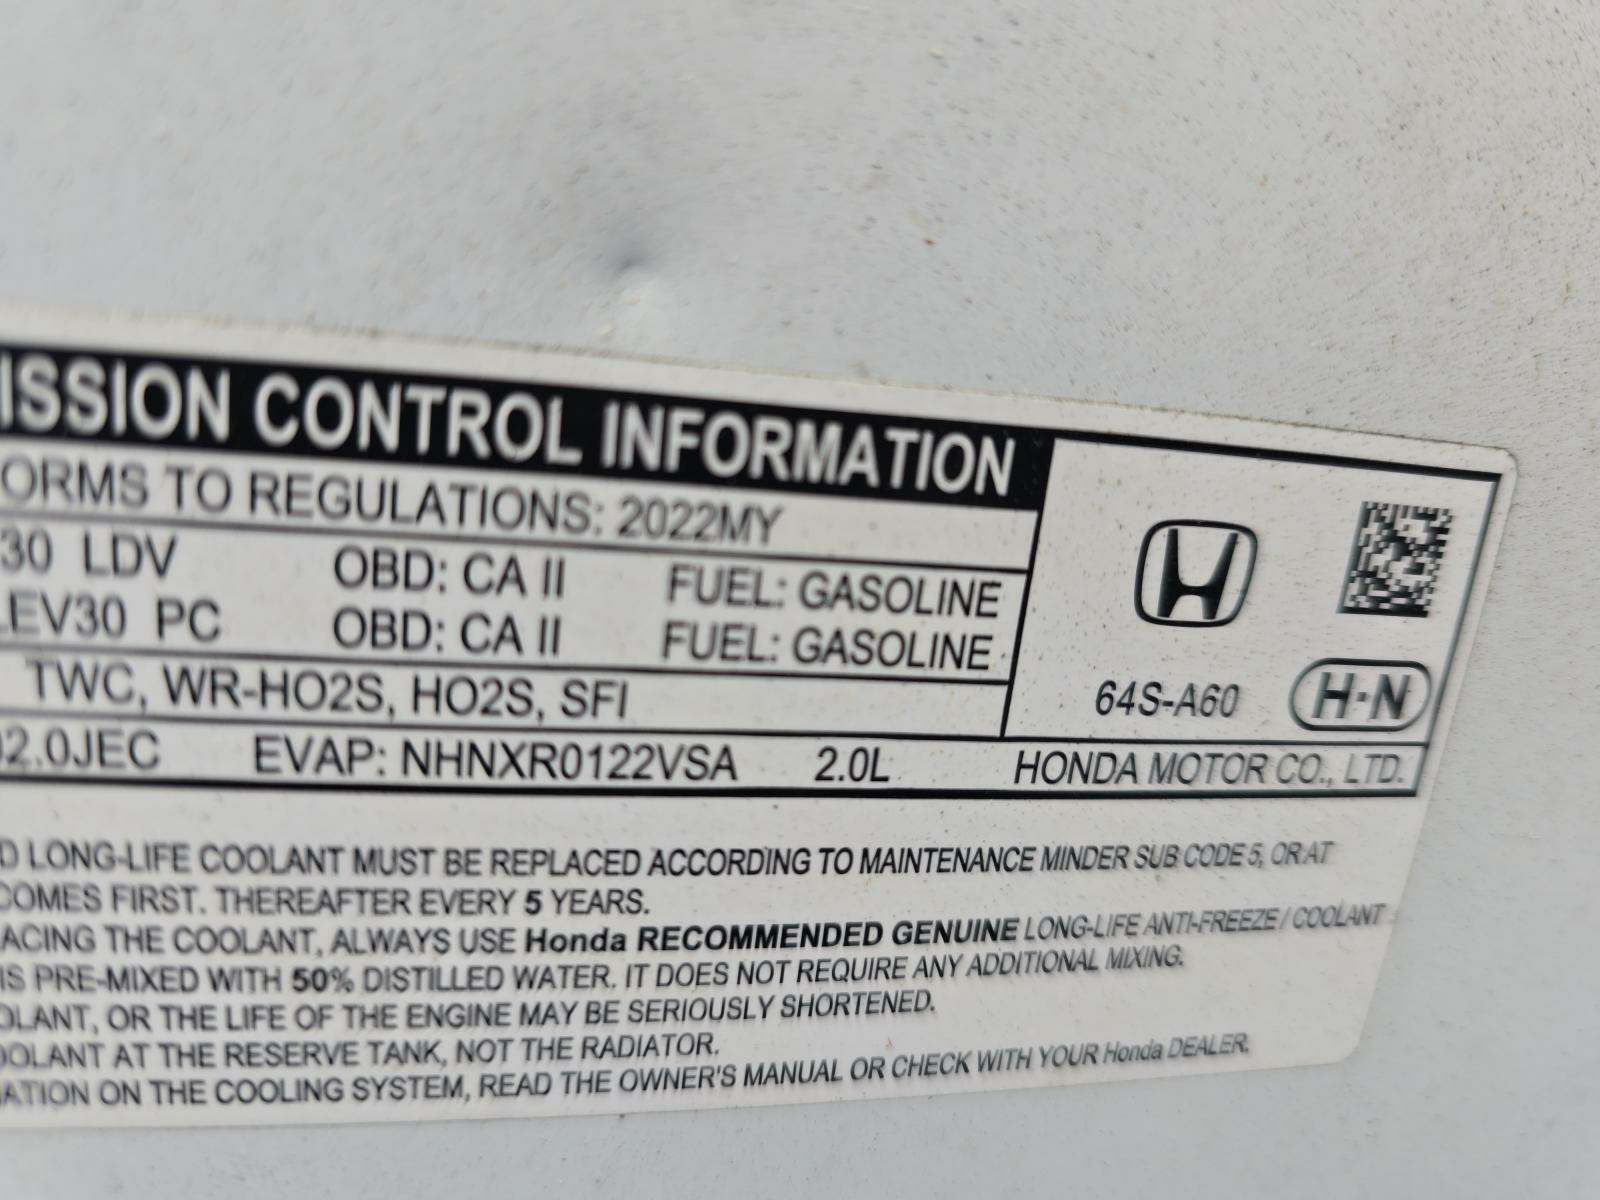 ISSION CONTROL INFORMATION
ORMS TO REGULATIONS: 2022MY
30 LDV OBD: CA II FUEL: GASOLINE
LEV30 PC OBD: CA II FUEL: GASOLINE
TWC, WR-HO2S, HO2S, SFI
64S-A60 H·N
02.0JEC EVAP: NHNXR0122VSA 2.0L HONDA MOTOR CO., LTD.
D LONG-LIFE COOLANT MUST BE REPLACED ACCORDING TO MAINTENANCE MINDER SUB CODE 5, OR AT
COMES FIRST. THEREAFTER EVERY 5 YEARS.
ACING THE COOLANT, ALWAYS USE Honda RECOMMENDED GENUINE LONG-LIFE ANTI-FREEZE / COOLANT
IS PRE-MIXED WITH 50% DISTILLED WATER. IT DOES NOT REQUIRE ANY ADDITIONAL MIXING.
OLANT, OR THE LIFE OF THE ENGINE MAY BE SERIOUSLY SHORTENED.
OOLANT AT THE RESERVE TANK, NOT THE RADIATOR.
ATION ON THE COOLING SYSTEM, READ THE OWNER'S MANUAL OR CHECK WITH YOUR Honda DEALER.